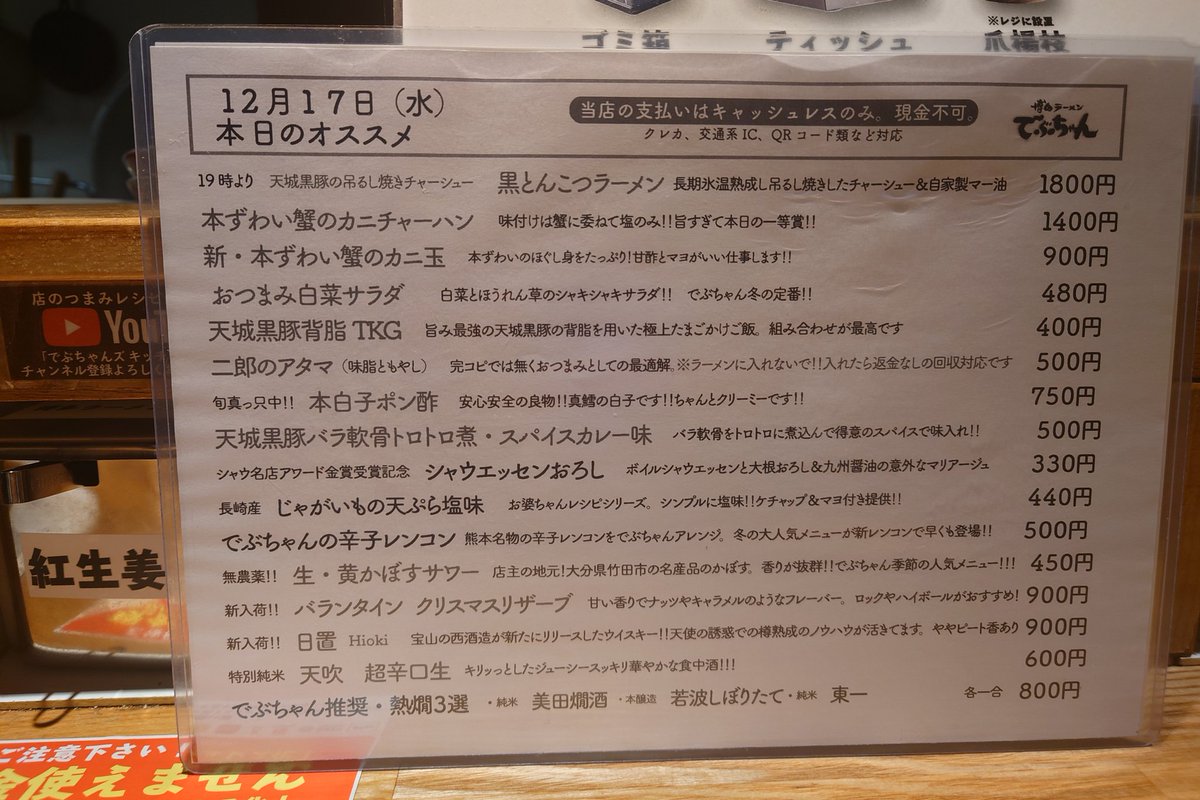 ※レジに設置
ゴミ箱 ティッシュ 爪楊枝
12月17日（水）
本日のオススメ
当店の支払いはキャッシュレスのみ。現金不可。
クレカ、交通系IC、QRコード類など対応
博多ラーメン
でぶちゃん
19時より 天城黒豚の吊るし焼きチャーシュー 黒とんこつラーメン 長期氷温熟成し吊るし焼きしたチャーシュー＆自家製マー油 1800円
本ずわい蟹のカニチャーハン 味付けは蟹に委ねて塩のみ!!旨すぎて本日の一等賞!! 1400円
新・本ずわい蟹のカニ玉 本ずわいのほぐし身をたっぷり!甘酢とマヨがいい仕事します!! 900円
おつまみ白菜サラダ 白菜とほうれん草のシャキシャキサラダ!! でぶちゃん冬の定番!! 480円
天城黒豚背脂TKG 旨み最強の天城黒豚の背脂を用いた極上たまごかけご飯。組み合わせが最高です 400円
二郎のアタマ（味脂ともやし） 完コピでは無くおつまみとしての最適解。※ラーメンに入れないで!!入れたら返金なしの回収対応です 500円
旬真っ只中!! 本白子ポン酢 安心安全の良物!!真鱈の白子です!!ちゃんとクリーミーです!! 750円
天城黒豚バラ軟骨トロトロ煮・スパイスカレー味 バラ軟骨をトロトロに煮込んで得意のスパイスで味入れ!! 500円
シャウ名店アワード金賞受賞記念 シャウエッセンおろし ボイルシャウエッセンと大根おろし＆九州醤油の意外なマリアージュ 330円
長崎産 じゃがいもの天ぷら塩味 お婆ちゃんレシピシリーズ。シンプルに塩味!!ケチャップ＆マヨ付き提供!! 440円
でぶちゃんの辛子レンコン 熊本名物の辛子レンコンをでぶちゃんアレンジ。冬の大人気メニューが新レンコンで早くも登場!! 500円
無農薬!! 生・黄かぼすサワー 店主の地元!大分県竹田市の名産品のかぼす。香りが抜群!!でぶちゃん季節の人気メニュー!!! 450円
新入荷!! バランタイン クリスマスリザーブ 甘い香りでナッツやキャラメルのようなフレーバー。ロックやハイボールがおすすめ! 900円
新入荷!! 日置 Hioki 宝山の西酒造が新たにリリースしたウイスキー!!天使の誘惑での樽熟成のノウハウが活きてます。ややピート香あり 900円
特別純米 天吹 超辛口生 キリッとしたジューシースッキリ華やかな食中酒!!! 600円
でぶちゃん推奨・熱燗3選 ・純米 美田燗酒 ・本醸造 若波しぼりたて ・純米 東一 各一合 800円
店のつまみレシピ
You
「でぶちゃんズキッ
チャンネル登録よろし
紅生姜
ご注意下さい!
金使えません